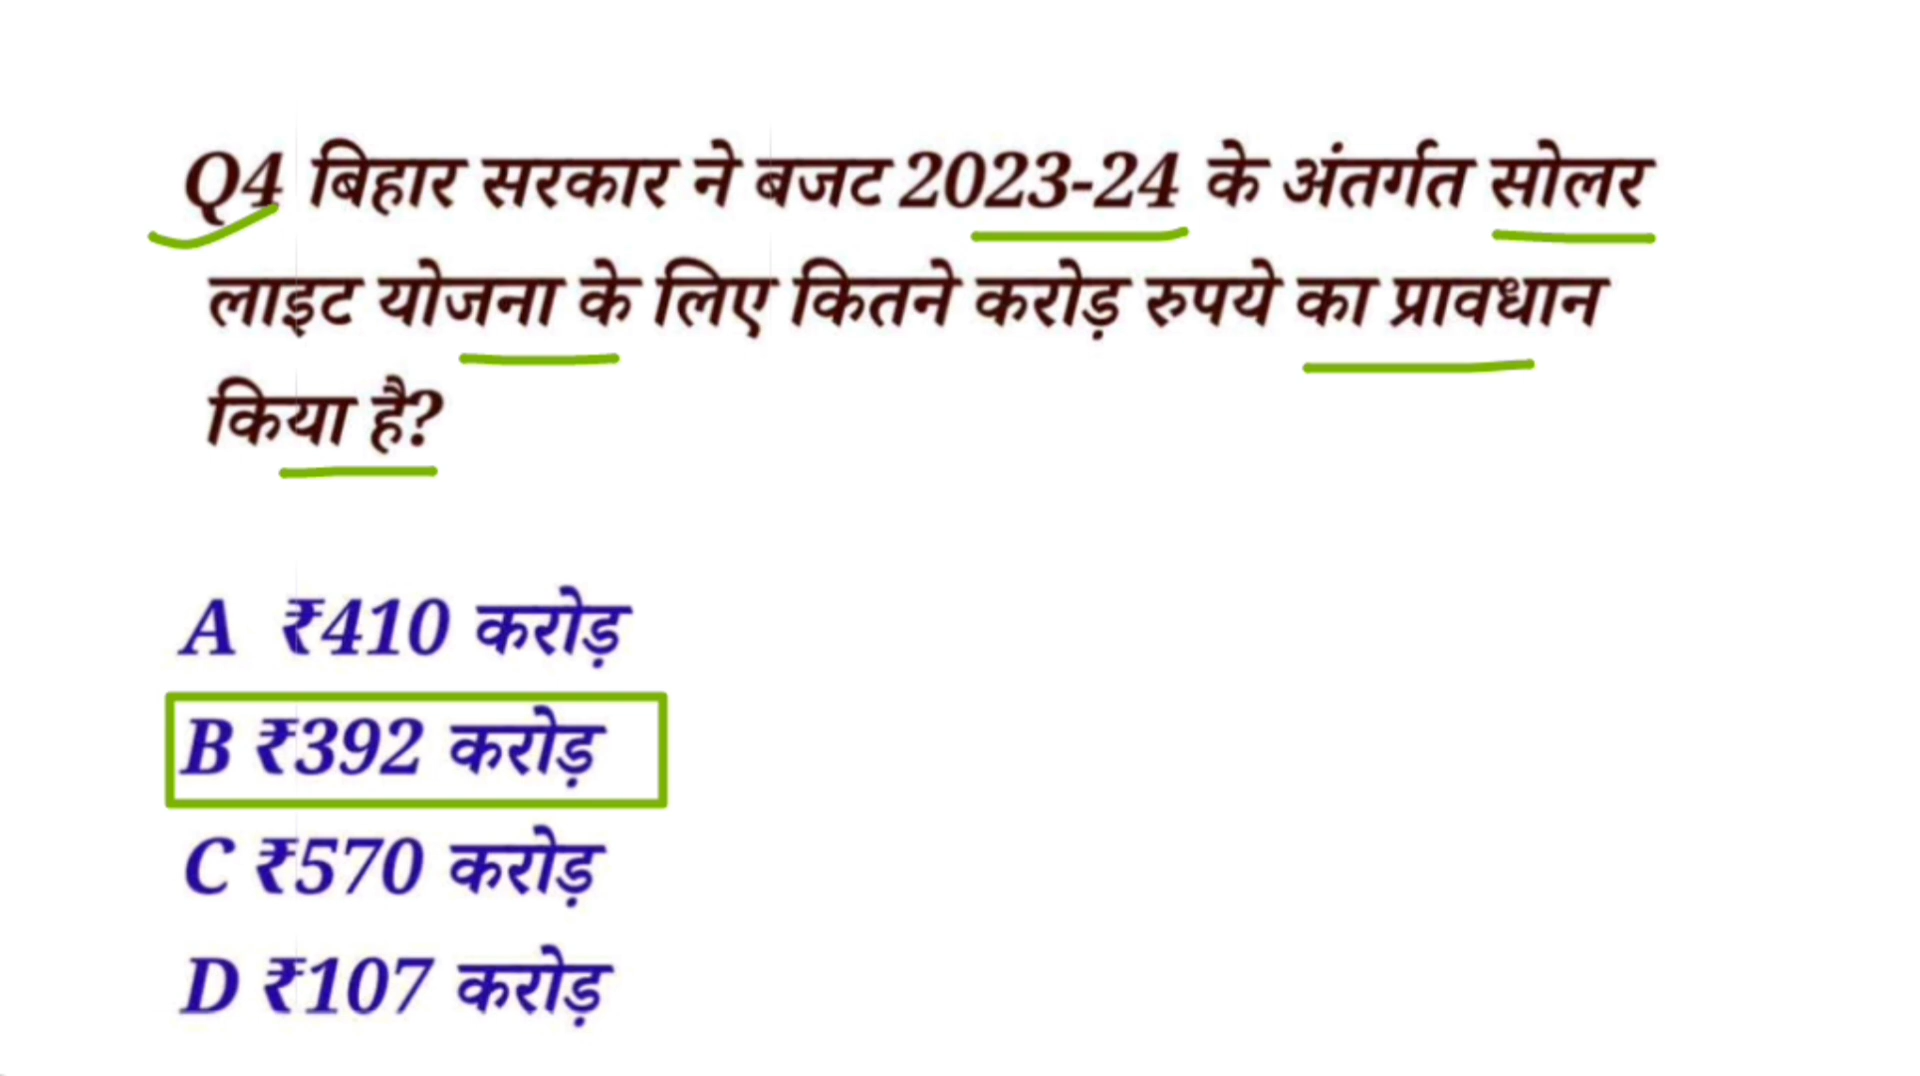 Q4 बिहार सरकार ने बजट 2023-24 के अंतर्गत सोलर
लाइट योजना के लिए कितने करोड़ रुपये का प्रावधान
किया है?
A ₹410 करोड़
B ₹392 करोड़
C ₹570 करोड़
D ₹107 करोड़